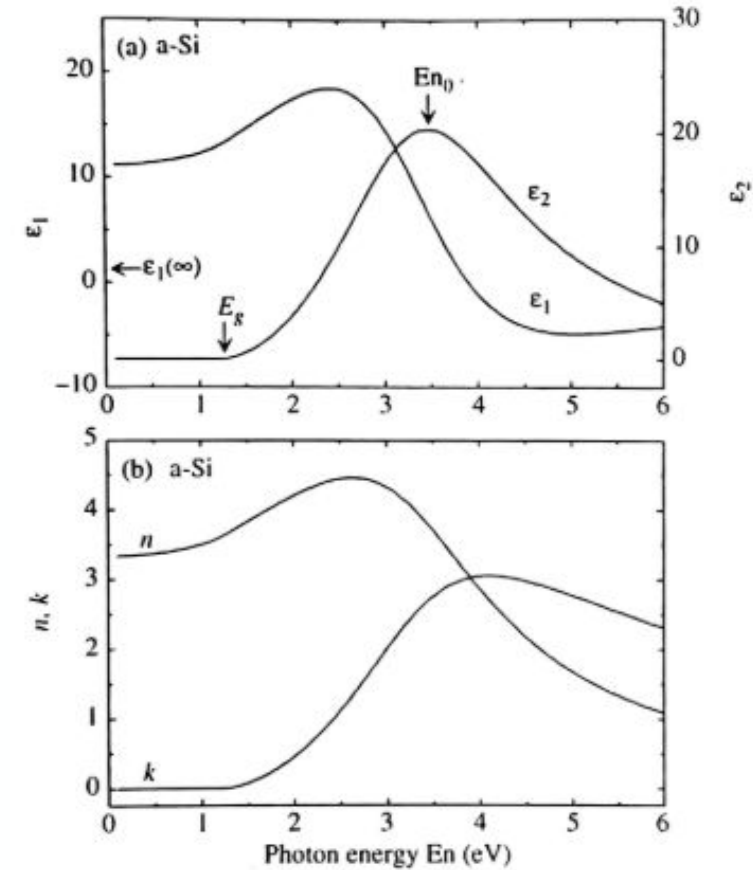 (a) a-Si
30
20
10
0
−10
ε₁
20
10
0
ε₂
En₀
ε₂
ε₁
←ε₁(∞)
E_g
0 1 2 3 4 5 6
(b) a-Si
5
4
3
2
1
0
n, k
n
k
0 1 2 3 4 5 6
Photon energy En (eV)